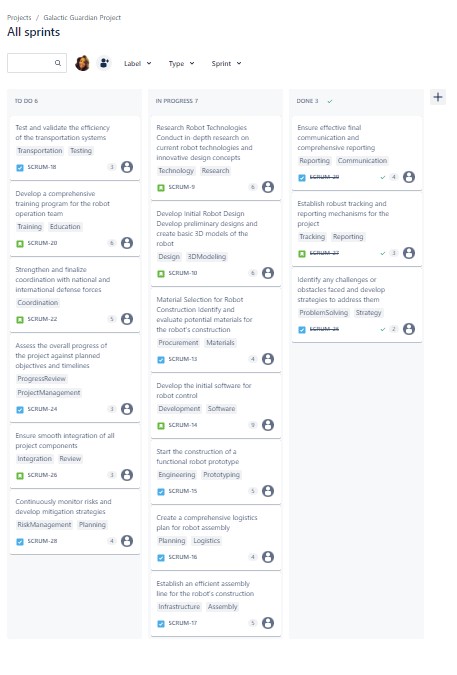 Projects / Galactic Guardian Project
All sprints
Label Type Sprint
TO DO 6
Test and validate the efficiency
of the transportation systems
Transportation Testing
SCRUM-18 3
Develop a comprehensive
training program for the robot
operation team
Training Education
SCRUM-20 6
Strengthen and finalize
coordination with national and
international defense forces
Coordination
SCRUM-22 5
Assess the overall progress of
the project against planned
objectives and timelines
ProgressReview
ProjectManagement
SCRUM-24 3
Ensure smooth integration of all
project components
Integration Review
SCRUM-26 3
Continuously monitor risks and
develop mitigation strategies
RiskManagement Planning
SCRUM-28 4
IN PROGRESS 7
Research Robot Technologies
Conduct in-depth research on
current robot technologies and
innovative design concepts
Technology Research
SCRUM-9 6
Develop Initial Robot Design
Develop preliminary designs and
create basic 3D models of the
robot
Design 3DModeling
SCRUM-10 6
Material Selection for Robot
Construction Identify and
evaluate potential materials for
the robot's construction
Procurement Materials
SCRUM-13 4
Develop the initial software for
robot control
Development Software
SCRUM-14 9
Start the construction of a
functional robot prototype
Engineering Prototyping
SCRUM-15 5
Create a comprehensive logistics
plan for robot assembly
Planning Logistics
SCRUM-16 4
Establish an efficient assembly
line for the robot's construction
Infrastructure Assembly
SCRUM-17 5
DONE 3
Ensure effective final
communication and
comprehensive reporting
Reporting Communication
SCRUM-29 4
Establish robust tracking and
reporting mechanisms for the
project
Tracking Reporting
SCRUM-27 3
Identify any challenges or
obstacles faced and develop
strategies to address them
ProblemSolving Strategy
SCRUM-25 2